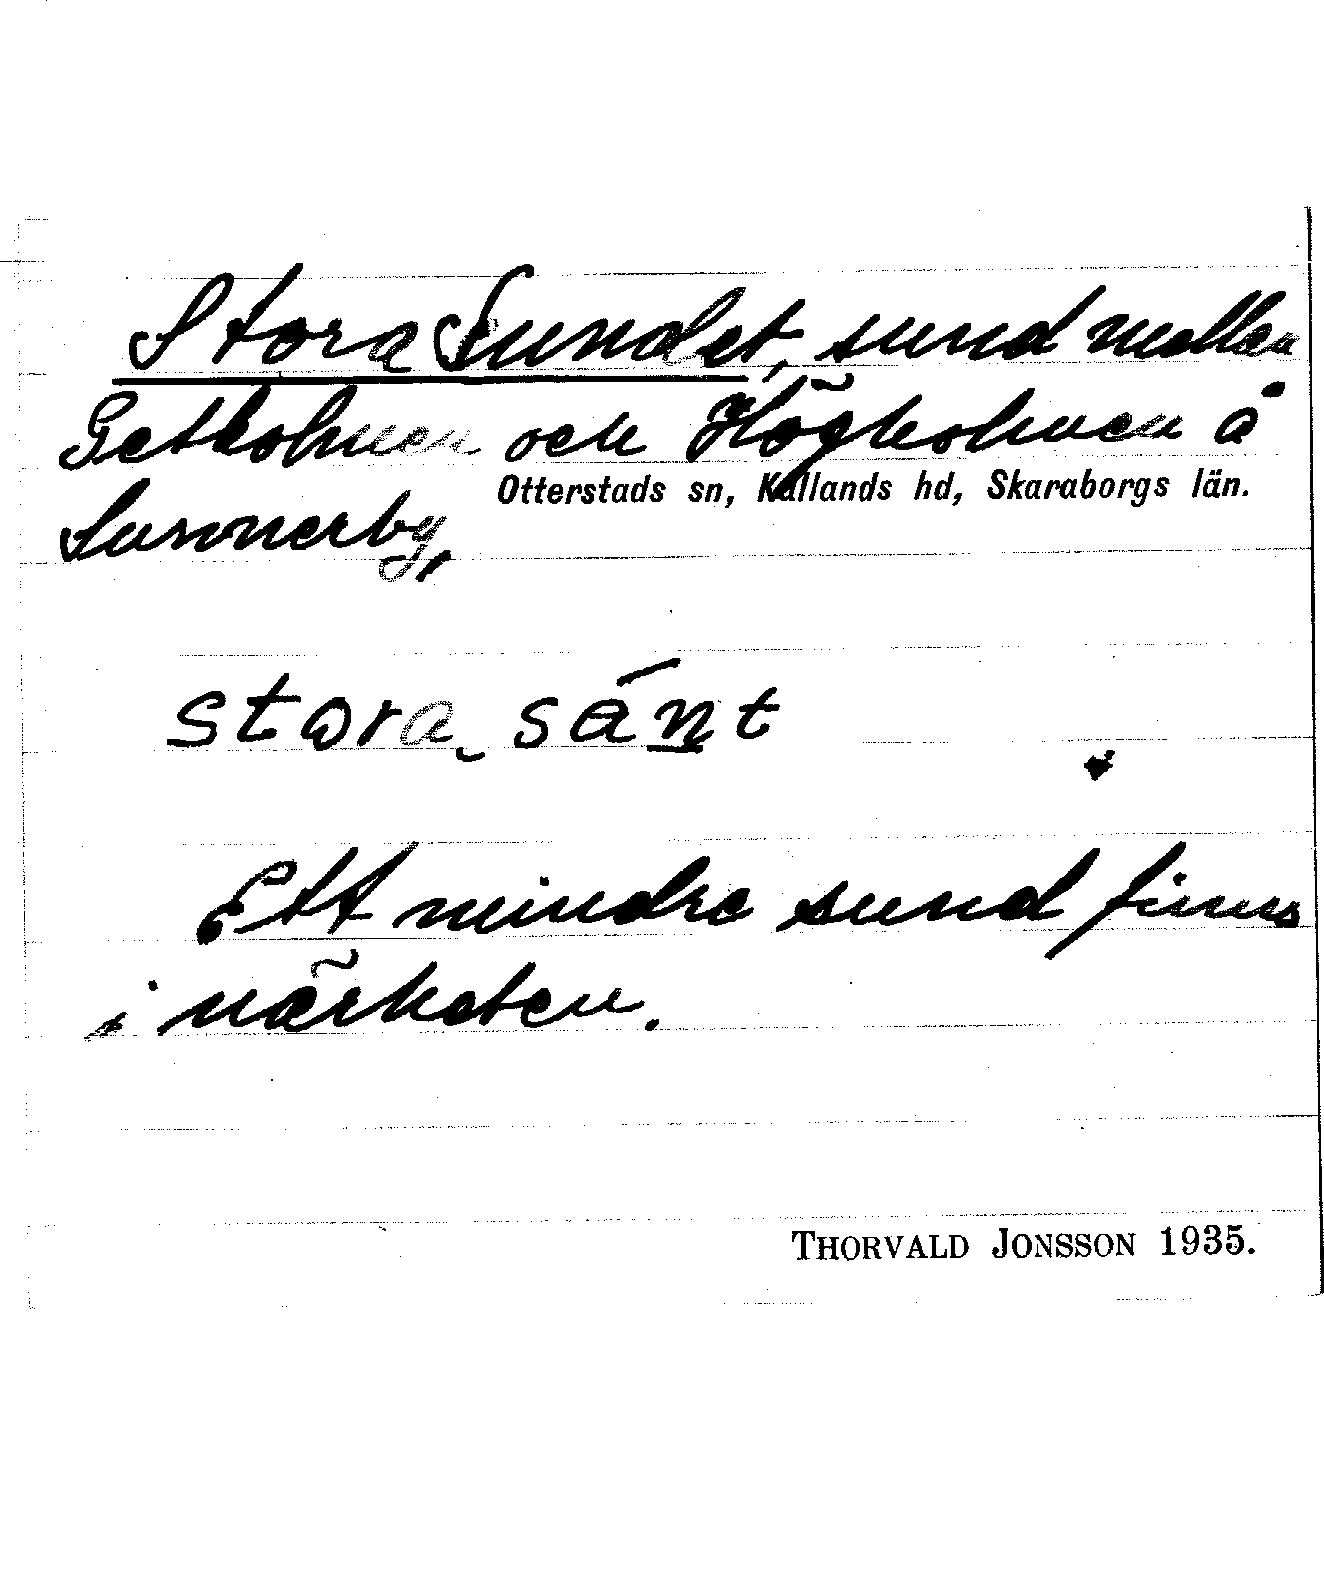 Stora Sundet, sund mellan
Getholmen och Högholmen å
Otterstads sn, Kållands hd, Skaraborgs län.
Sunnerby,
stora sánt
Ett mindre sund finns
i närheten.
THORVALD JONSSON 1935.